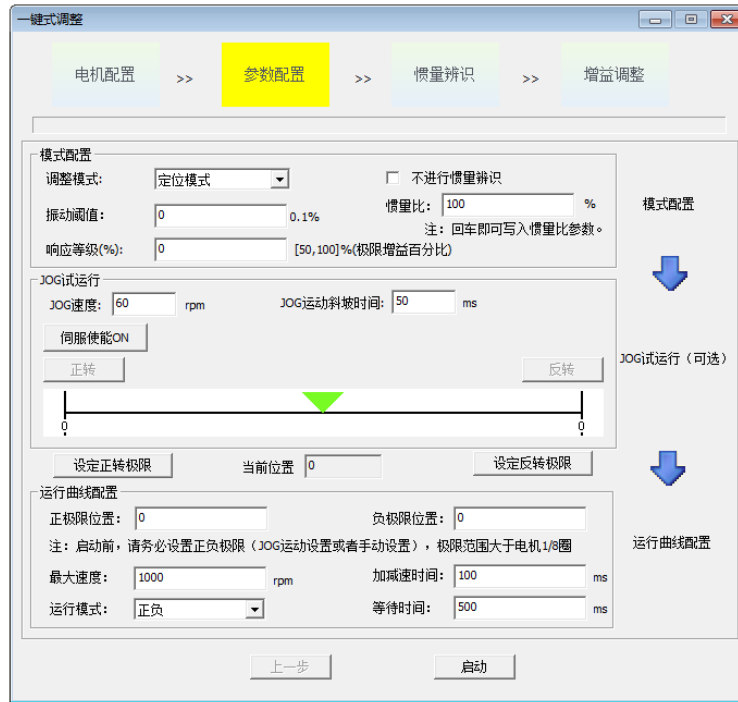 一键式调整
电机配置 >> 参数配置 >> 惯量辨识 >> 增益调整
模式配置
调整模式: 定位模式 不进行惯量辨识
振动阈值: 0 0.1% 惯量比: 100 % 模式配置
注: 回车即可写入惯量比参数。
响应等级(%): 0 [50,100]%(极限增益百分比)
JOG试运行
JOG速度: 60 rpm JOG运动斜坡时间: 50 ms
伺服使能ON
正转 反转 JOG试运行（可选）
0 0
设定正转极限 当前位置 0 设定反转极限
运行曲线配置
正极限位置: 0 负极限位置: 0
注: 启动前，请务必设置正负极限（JOG运动设置或者手动设置），极限范围大于电机1/8圈 运行曲线配置
最大速度: 1000 rpm 加减速时间: 100 ms
运行模式: 正负 等待时间: 500 ms
上一步 启动